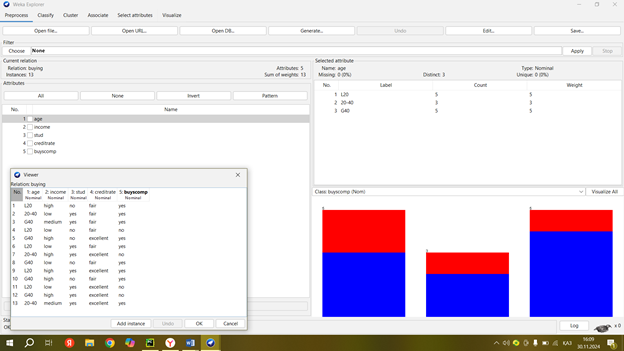 Weka Explorer
Preprocess Classify Cluster Associate Select attributes Visualize
Open file... Open URL... Open DB... Generate... Undo Edit... Save...
Filter
Choose None Apply Stop
Current relation
Relation: buying Attributes: 5
Instances: 13 Sum of weights: 13
Attributes
All None Invert Pattern
No. Name
1 age
2 income
3 stud
4 creditrate
5 buyscomp
Selected attribute
Name: age Type: Nominal
Missing: 0 (0%) Distinct: 3 Unique: 0 (0%)
No. Label Count Weight
1 L20 5 5
2 20-40 3 3
3 G40 5 5
Class: buyscomp (Nom) Visualize All
Viewer
Relation: buying
No. 1: age 2: income 3: stud 4: creditrate 5: buyscomp
Nominal Nominal Nominal Nominal Nominal
1 L20 high no fair yes
2 20-40 low yes fair yes
3 G40 medium yes fair yes
4 L20 low no fair no
5 G40 high no excellent yes
6 L20 low yes fair yes
7 20-40 high yes excellent no
8 G40 low no fair yes
9 L20 high yes excellent yes
10 G40 high no fair yes
11 L20 low yes excellent no
12 G40 high yes excellent no
13 20-40 medium yes excellent yes
Add instance Undo OK Cancel
Sta
OK
Log x 0
КАЗ
16:09
30.11.2024